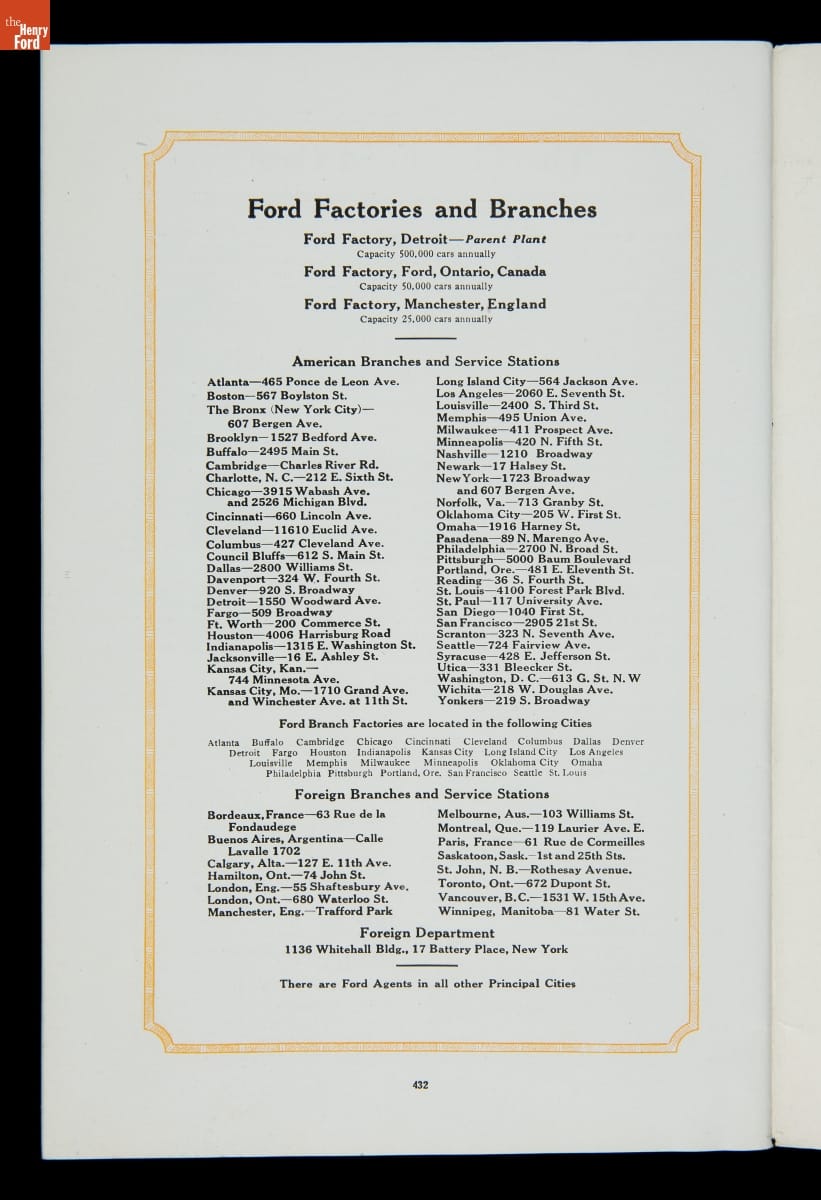 the
Henry
Ford
Ford Factories and Branches
Ford Factory, Detroit—Parent Plant
Capacity 500,000 cars annually
Ford Factory, Ford, Ontario, Canada
Capacity 50,000 cars annually
Ford Factory, Manchester, England
Capacity 25,000 cars annually
American Branches and Service Stations
Atlanta—465 Ponce de Leon Ave.
Boston—567 Boylston St.
The Bronx (New York City)—
607 Bergen Ave.
Brooklyn—1527 Bedford Ave.
Buffalo—2495 Main St.
Cambridge—Charles River Rd.
Charlotte, N. C.—212 E. Sixth St.
Chicago—3915 Wabash Ave.
and 2526 Michigan Blvd.
Cincinnati—660 Lincoln Ave.
Cleveland—11610 Euclid Ave.
Columbus—427 Cleveland Ave.
Council Bluffs—612 S. Main St.
Dallas—2800 Williams St.
Davenport—324 W. Fourth St.
Denver—920 S. Broadway
Detroit—1550 Woodward Ave.
Fargo—509 Broadway
Ft. Worth—200 Commerce St.
Houston—4006 Harrisburg Road
Indianapolis—1315 E. Washington St.
Jacksonville—16 E. Ashley St.
Kansas City, Kan.—
744 Minnesota Ave.
Kansas City, Mo.—1710 Grand Ave.
and Winchester Ave. at 11th St.
Long Island City—564 Jackson Ave.
Los Angeles—2060 E. Seventh St.
Louisville—2400 S. Third St.
Memphis—495 Union Ave.
Milwaukee—411 Prospect Ave.
Minneapolis—420 N. Fifth St.
Nashville—1210 Broadway
Newark—17 Halsey St.
New York—1723 Broadway
and 607 Bergen Ave.
Norfolk, Va.—713 Granby St.
Oklahoma City—205 W. First St.
Omaha—1916 Harney St.
Pasadena—89 N. Marengo Ave.
Philadelphia—2700 N. Broad St.
Pittsburgh—5000 Baum Boulevard
Portland, Ore.—481 E. Eleventh St.
Reading—36 S. Fourth St.
St. Louis—4100 Forest Park Blvd.
St. Paul—117 University Ave.
San Diego—1040 First St.
San Francisco—2905 21st St.
Scranton—323 N. Seventh Ave.
Seattle—724 Fairview Ave.
Syracuse—428 E. Jefferson St.
Utica—331 Bleecker St.
Washington, D. C.—613 G. St. N. W
Wichita—218 W. Douglas Ave.
Yonkers—219 S. Broadway
Ford Branch Factories are located in the following Cities
Atlanta Buffalo Cambridge Chicago Cincinnati Cleveland Columbus Dallas Denver
Detroit Fargo Houston Indianapolis Kansas City Long Island City Los Angeles
Louisville Memphis Milwaukee Minneapolis Oklahoma City Omaha
Philadelphia Pittsburgh Portland, Ore. San Francisco Seattle St. Louis
Foreign Branches and Service Stations
Bordeaux, France—63 Rue de la
Fondaudege
Buenos Aires, Argentina—Calle
Lavalle 1702
Calgary, Alta.—127 E. 11th Ave.
Hamilton, Ont.—74 John St.
London, Eng.—55 Shaftesbury Ave.
London, Ont.—680 Waterloo St.
Manchester, Eng.—Trafford Park
Melbourne, Aus.—103 Williams St.
Montreal, Que.—119 Laurier Ave. E.
Paris, France—61 Rue de Cormeilles
Saskatoon, Sask.—1st and 25th Sts.
St. John, N. B.—Rothesay Avenue.
Toronto, Ont.—672 Dupont St.
Vancouver, B.C.—1531 W. 15th Ave.
Winnipeg, Manitoba—81 Water St.
Foreign Department
1136 Whitehall Bldg., 17 Battery Place, New York
There are Ford Agents in all other Principal Cities
432